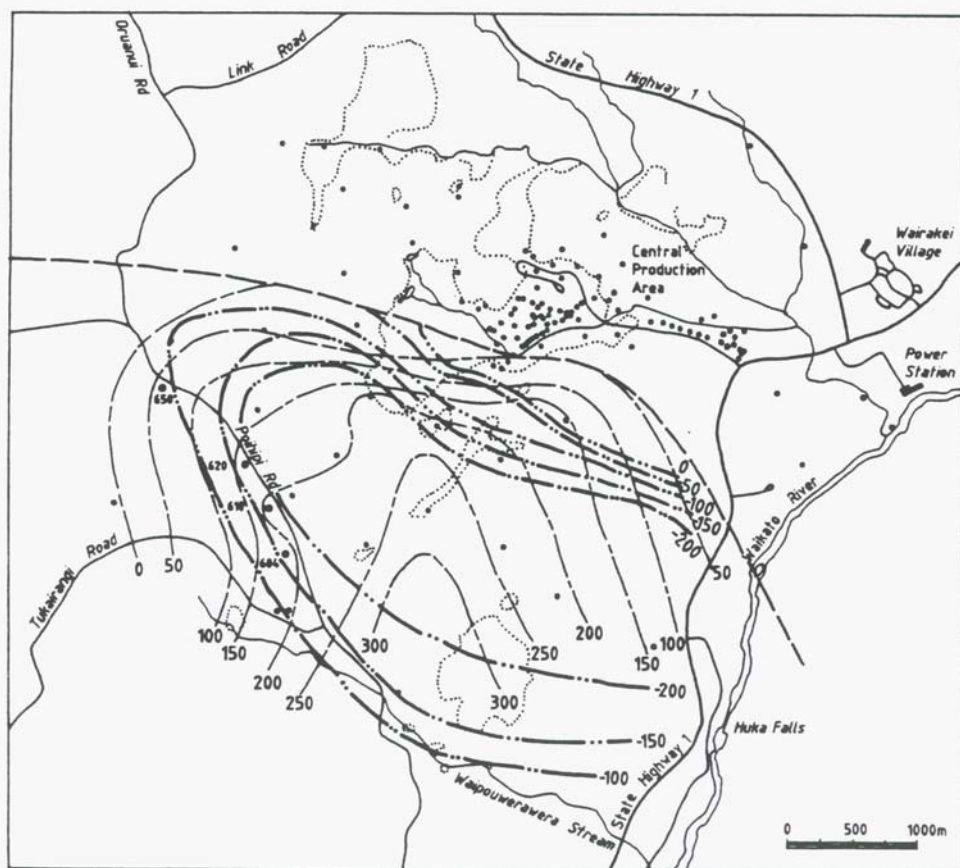 Oruanui Rd
Link Road
State Highway 1
Wairakei
Village
Central
Production
Area
Power
Station
650
Poihipi Rd
620
0
50
-100
-150
-200
50
Waikato River
Tukairangi Road
0
50
604
100
150
200
250
300
300
250
200
150
100
-200
-150
-100
Huka Falls
State Highway 1
Waipouwerawera Stream
0
500
1000m